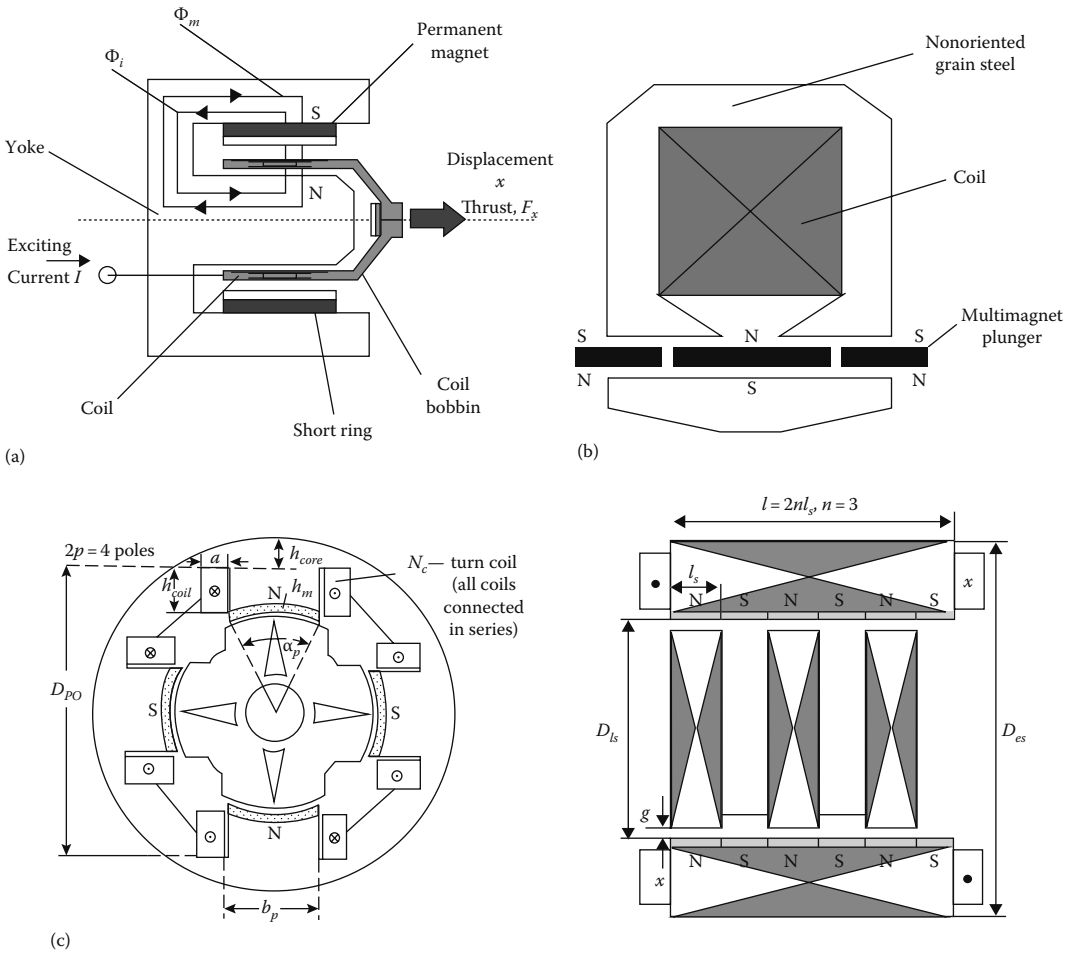 Φm
Φi
Permanent
magnet
S
Yoke
N
Displacement
x
Thrust, Fx
Exciting
Current I
Coil
Short ring
Coil
bobbin
(a)
Nonoriented
grain steel
Coil
Multimagnet
plunger
S
N
S
N
S
N
(b)
2p = 4 poles
a
hcore
hcoil
N
hm
Nc— turn coil
(all coils
connected
in series)
αp
DPO
S
S
N
bp
(c)
l = 2nls, n = 3
ls
x
N S N S N S
Dls
Des
g
x
N S N S N S